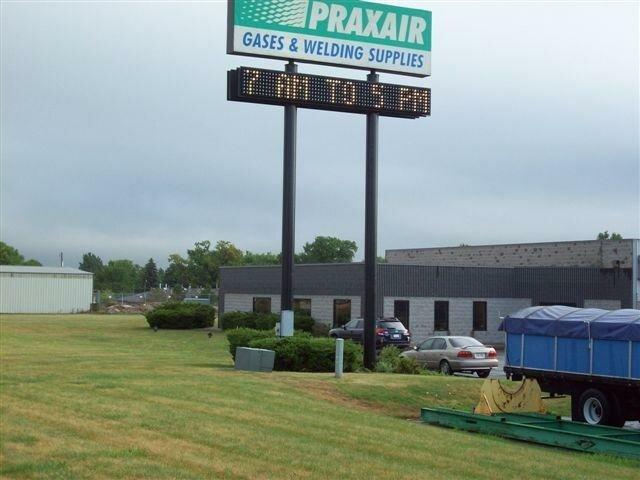 PRAXAIR
GASES & WELDING SUPPLIES
7 AM TO 5 PM